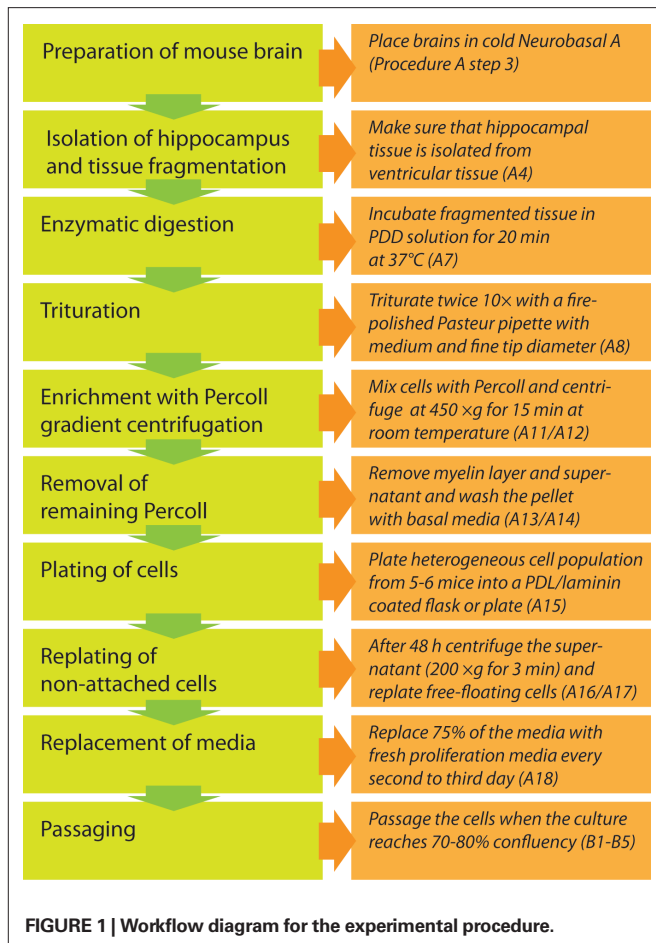 Preparation of mouse brain
Place brains in cold Neurobasal A
(Procedure A step 3)
Isolation of hippocampus
and tissue fragmentation
Make sure that hippocampal
tissue is isolated from
ventricular tissue (A4)
Enzymatic digestion
Incubate fragmented tissue in
PDD solution for 20 min
at 37°C (A7)
Trituration
Triturate twice 10× with a fire-
polished Pasteur pipette with
medium and fine tip diameter (A8)
Enrichment with Percoll
gradient centrifugation
Mix cells with Percoll and centri-
fuge at 450 ×g for 15 min at
room temperature (A11/A12)
Removal of
remaining Percoll
Remove myelin layer and super-
natant and wash the pellet
with basal media (A13/A14)
Plating of cells
Plate heterogeneous cell population
from 5-6 mice into a PDL/laminin
coated flask or plate (A15)
Replating of
non-attached cells
After 48 h centrifuge the super-
natant (200 ×g for 3 min) and
replate free-floating cells (A16/A17)
Replacement of media
Replace 75% of the media with
fresh proliferation media every
second to third day (A18)
Passaging
Passage the cells when the culture
reaches 70-80% confluency (B1-B5)
FIGURE 1 | Workflow diagram for the experimental procedure.